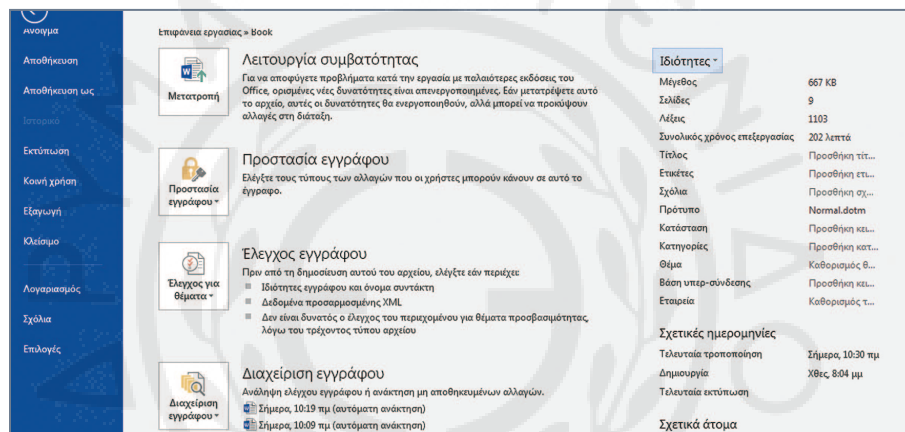 Άνοιγμα
Αποθήκευση
Αποθήκευση ως
Ιστορικό
Εκτύπωση
Κοινή χρήση
Εξαγωγή
Κλείσιμο
Λογαριασμός
Σχόλια
Επιλογές
Επιφάνεια εργασίας » Book
Μετατροπή
Λειτουργία συμβατότητας
Για να αποφύγετε προβλήματα κατά την εργασία με παλαιότερες εκδόσεις του
Office, ορισμένες νέες δυνατότητες είναι απενεργοποιημένες. Εάν μετατρέψετε αυτό
το αρχείο, αυτές οι δυνατότητες θα ενεργοποιηθούν, αλλά μπορεί να προκύψουν
αλλαγές στη διάταξη.
Προστασία
εγγράφου
Προστασία εγγράφου
Ελέγξτε τους τύπους των αλλαγών που οι χρήστες μπορούν κάνουν σε αυτό το
έγγραφο.
Έλεγχος για
θέματα
Έλεγχος εγγράφου
Πριν από τη δημοσίευση αυτού του αρχείου, ελέγξτε εάν περιέχει:
Ιδιότητες εγγράφου και όνομα συντάκτη
Δεδομένα προσαρμοσμένης XML
Δεν είναι δυνατός ο έλεγχος του περιεχομένου για θέματα προσβασιμότητας,
λόγω του τρέχοντος τύπου αρχείου
Διαχείριση
εγγράφου
Διαχείριση εγγράφου
Ανάληψη ελέγχου εγγράφου ή ανάκτηση μη αποθηκευμένων αλλαγών.
Σήμερα, 10:19 πμ (αυτόματη ανάκτηση)
Σήμερα, 10:09 πμ (αυτόματη ανάκτηση)
Ιδιότητες
Μέγεθος 667 KB
Σελίδες 9
Λέξεις 1103
Συνολικός χρόνος επεξεργασίας 202 λεπτά
Τίτλος Προσθήκη τίτ...
Ετικέτες Προσθήκη ετι...
Σχόλια Προσθήκη σχ...
Πρότυπο Normal.dotm
Κατάσταση Προσθήκη κει...
Κατηγορίες Προσθήκη κατ...
Θέμα Καθορισμός θ...
Βάση υπερ-σύνδεσης Προσθήκη κει...
Εταιρεία Καθορισμός τ...
Σχετικές ημερομηνίες
Τελευταία τροποποίηση Σήμερα, 10:30 πμ
Δημιουργία Χθες, 8:04 μμ
Τελευταία εκτύπωση
Σχετικά άτομα